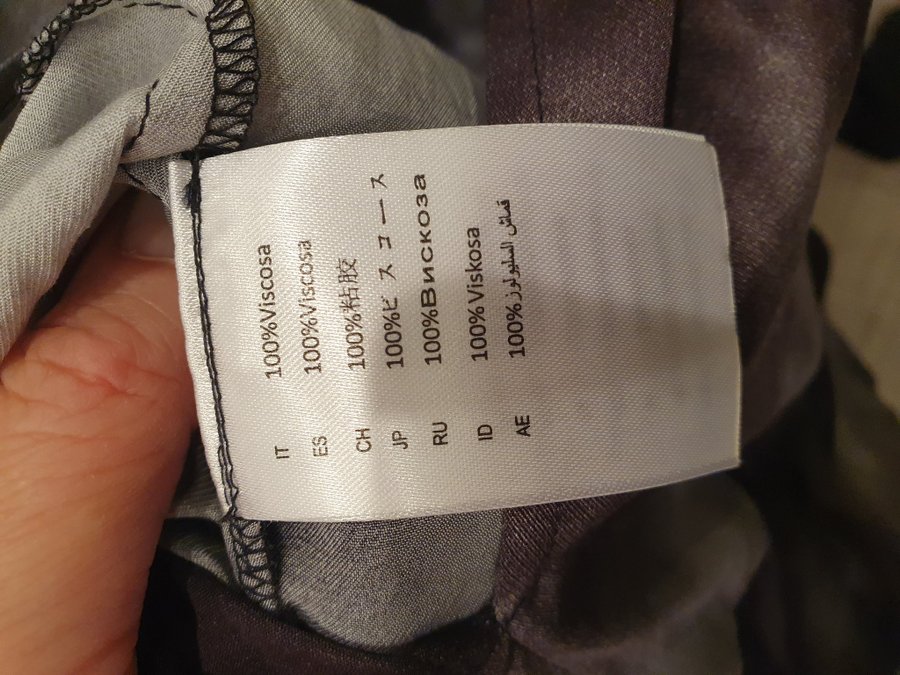 IT 100%Viscosa
ES 100%Viscosa
CH 100%粘胶
JP 100%ビスコース
RU 100%Вискоза
ID 100%Viskosa
AE 100%قماش السليولوز